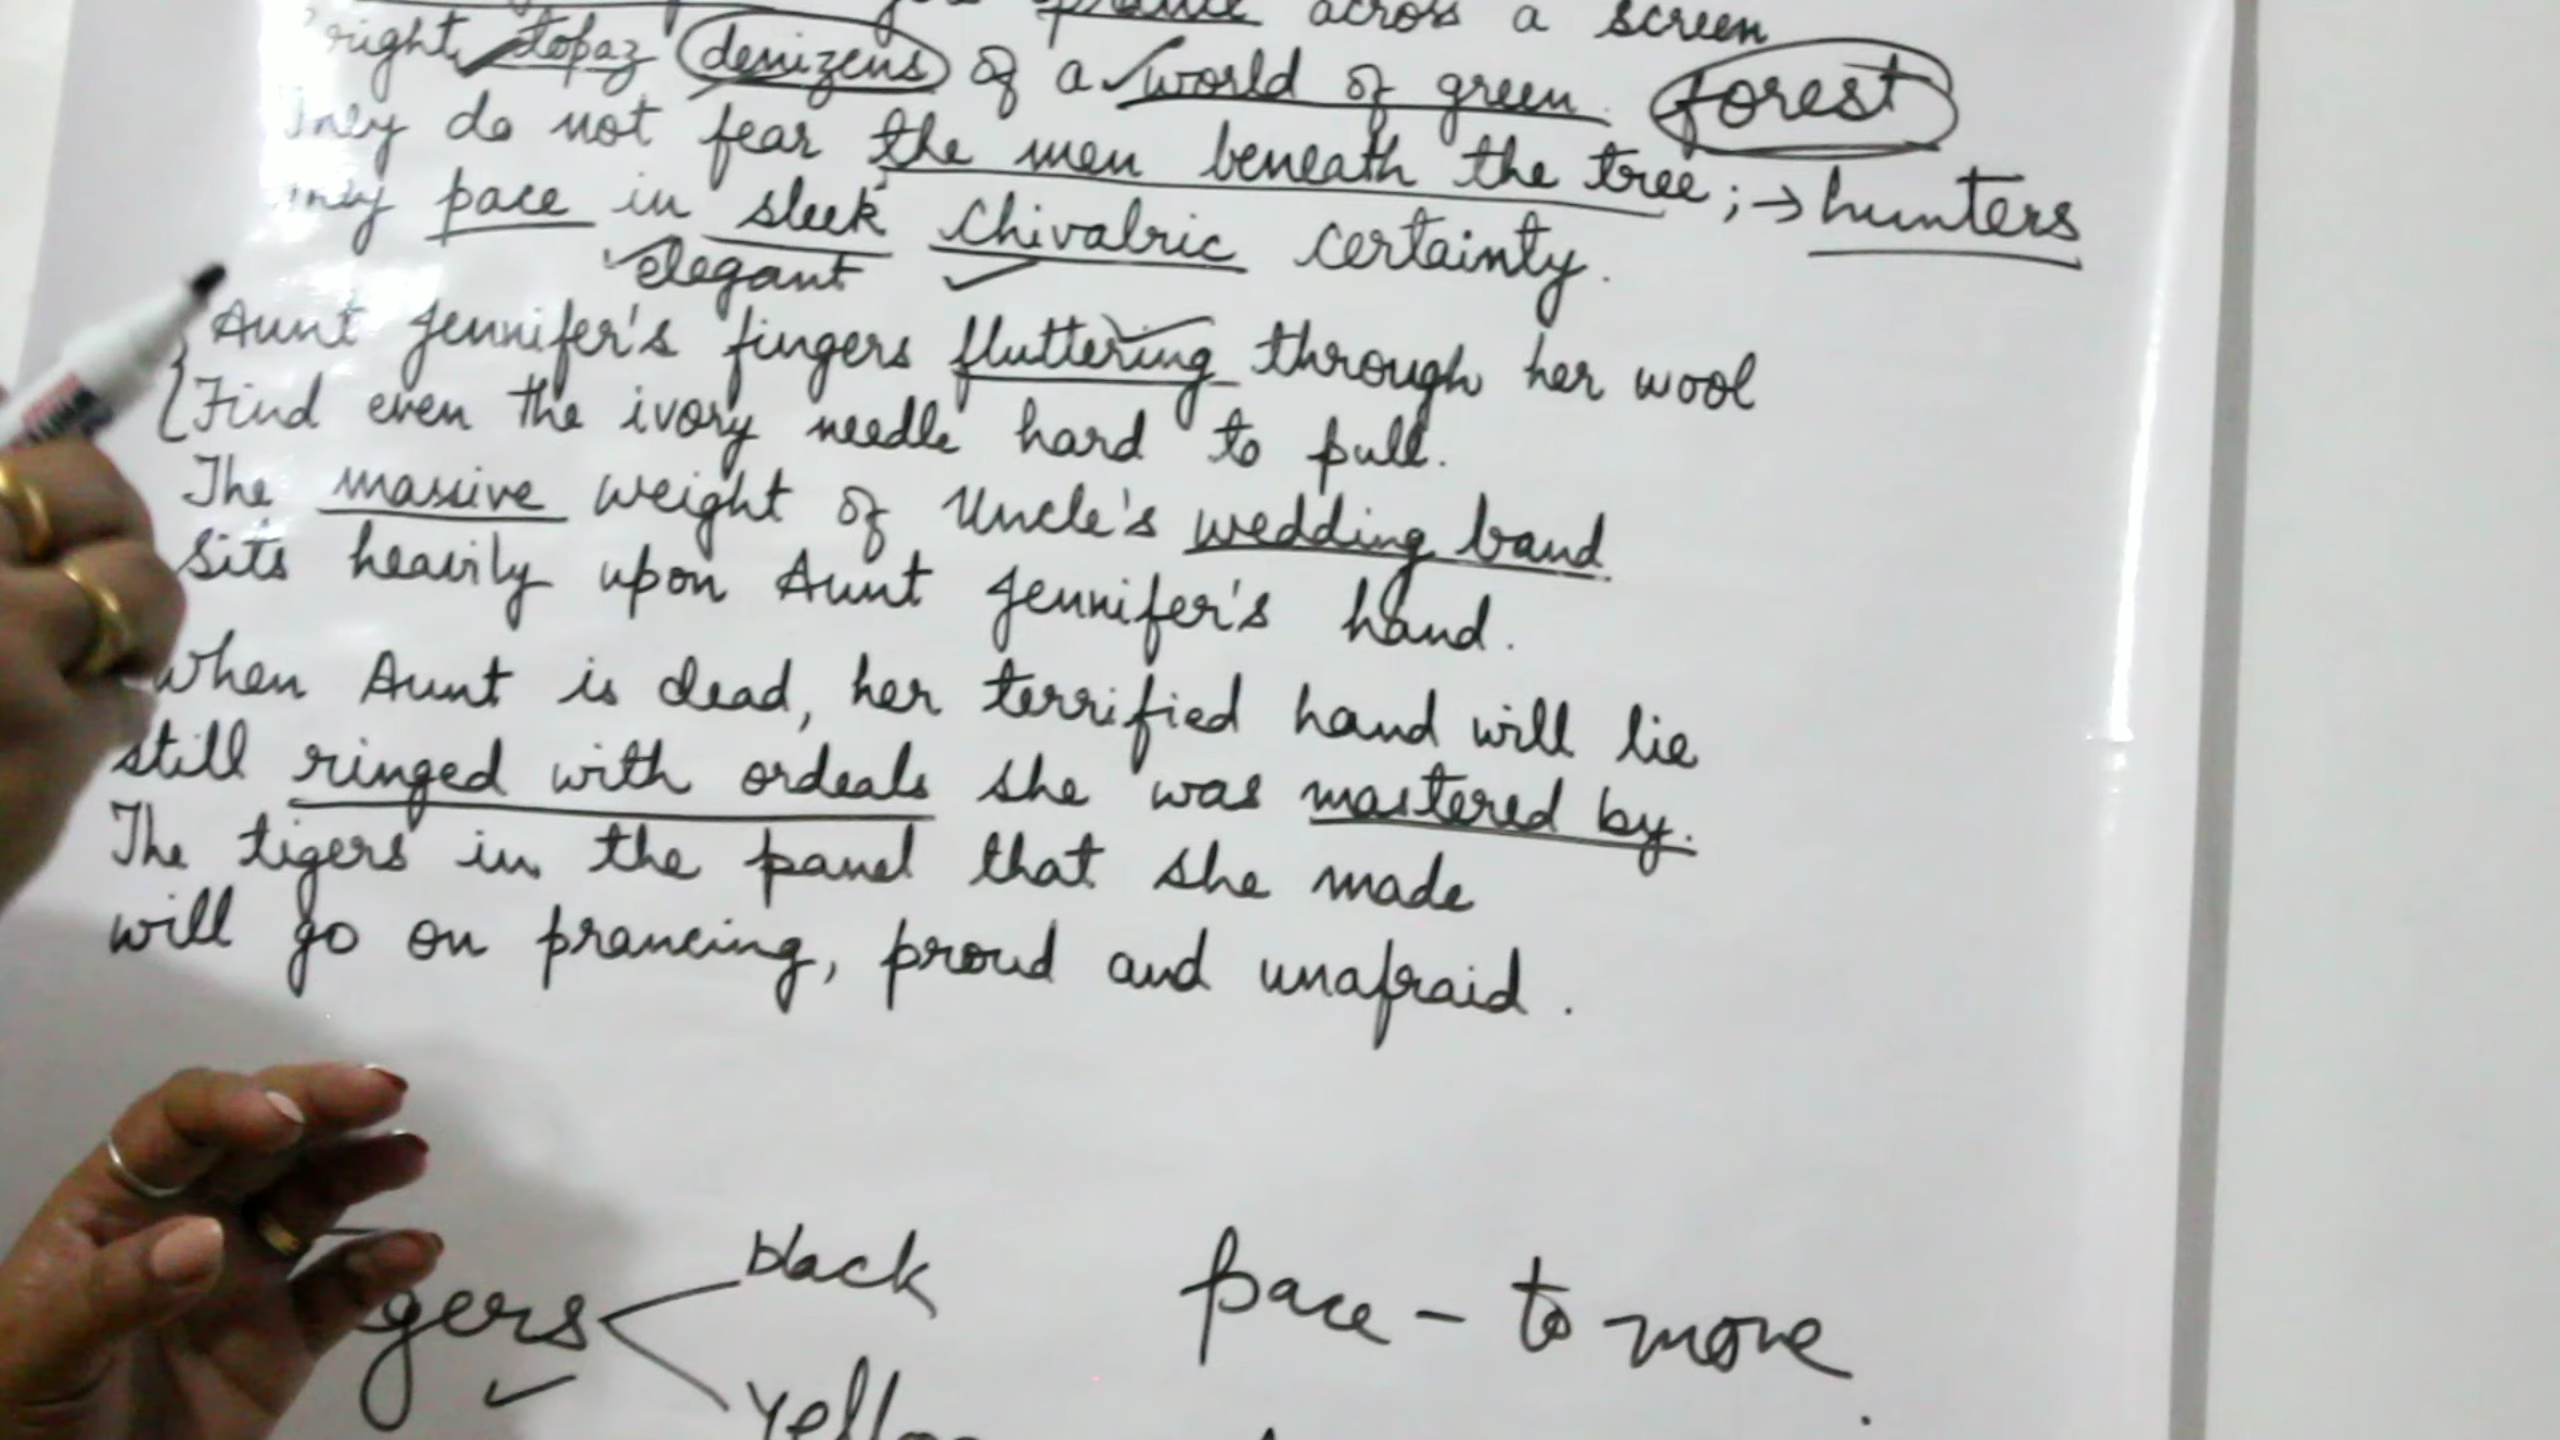 prance across a screen
right topaz denizens of a world of green. forest
They do not fear the men beneath the tree; → hunters
They pace in sleek chivalric certainty.
elegant
Aunt Jennifer's fingers fluttering through her wool
Find even the ivory needle hard to pull.
The massive weight of Uncle's wedding band
Sits heavily upon Aunt Jennifer's hand.
When Aunt is dead, her terrified hand will lie
still ringed with ordeals she was mastered by.
The tigers in the panel that she made
will go on prancing, proud and unafraid.
gers black pace - to move
yello